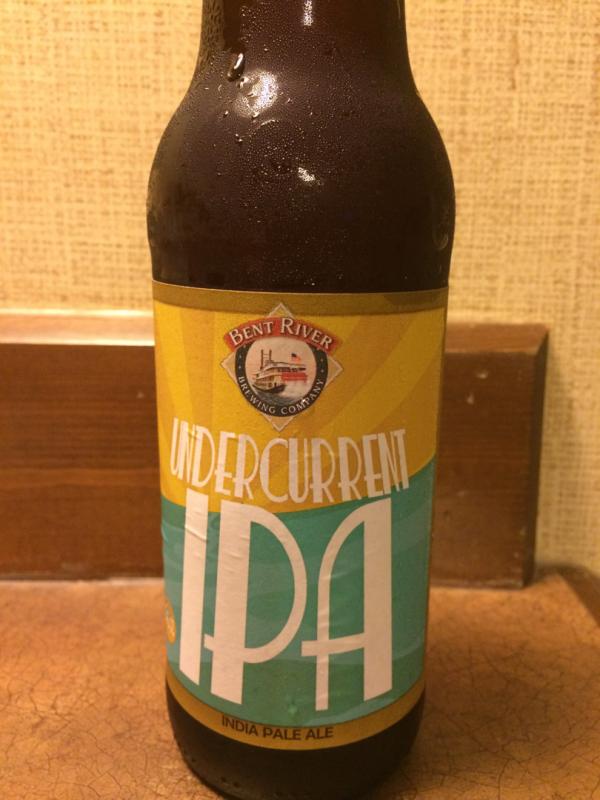 BENT RIVER
BREWING COMPANY
UNDERCURRENT
IPA
INDIA PALE ALE